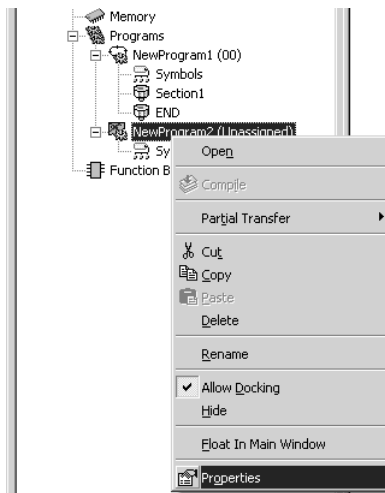 Memory
Programs
NewProgram1 (00)
Symbols
Section1
END
NewProgram2 (Unassigned)
Sy
Function B
Open
Compile
Partial Transfer
Cut
Copy
Paste
Delete
Rename
Allow Docking
Hide
Float In Main Window
Properties